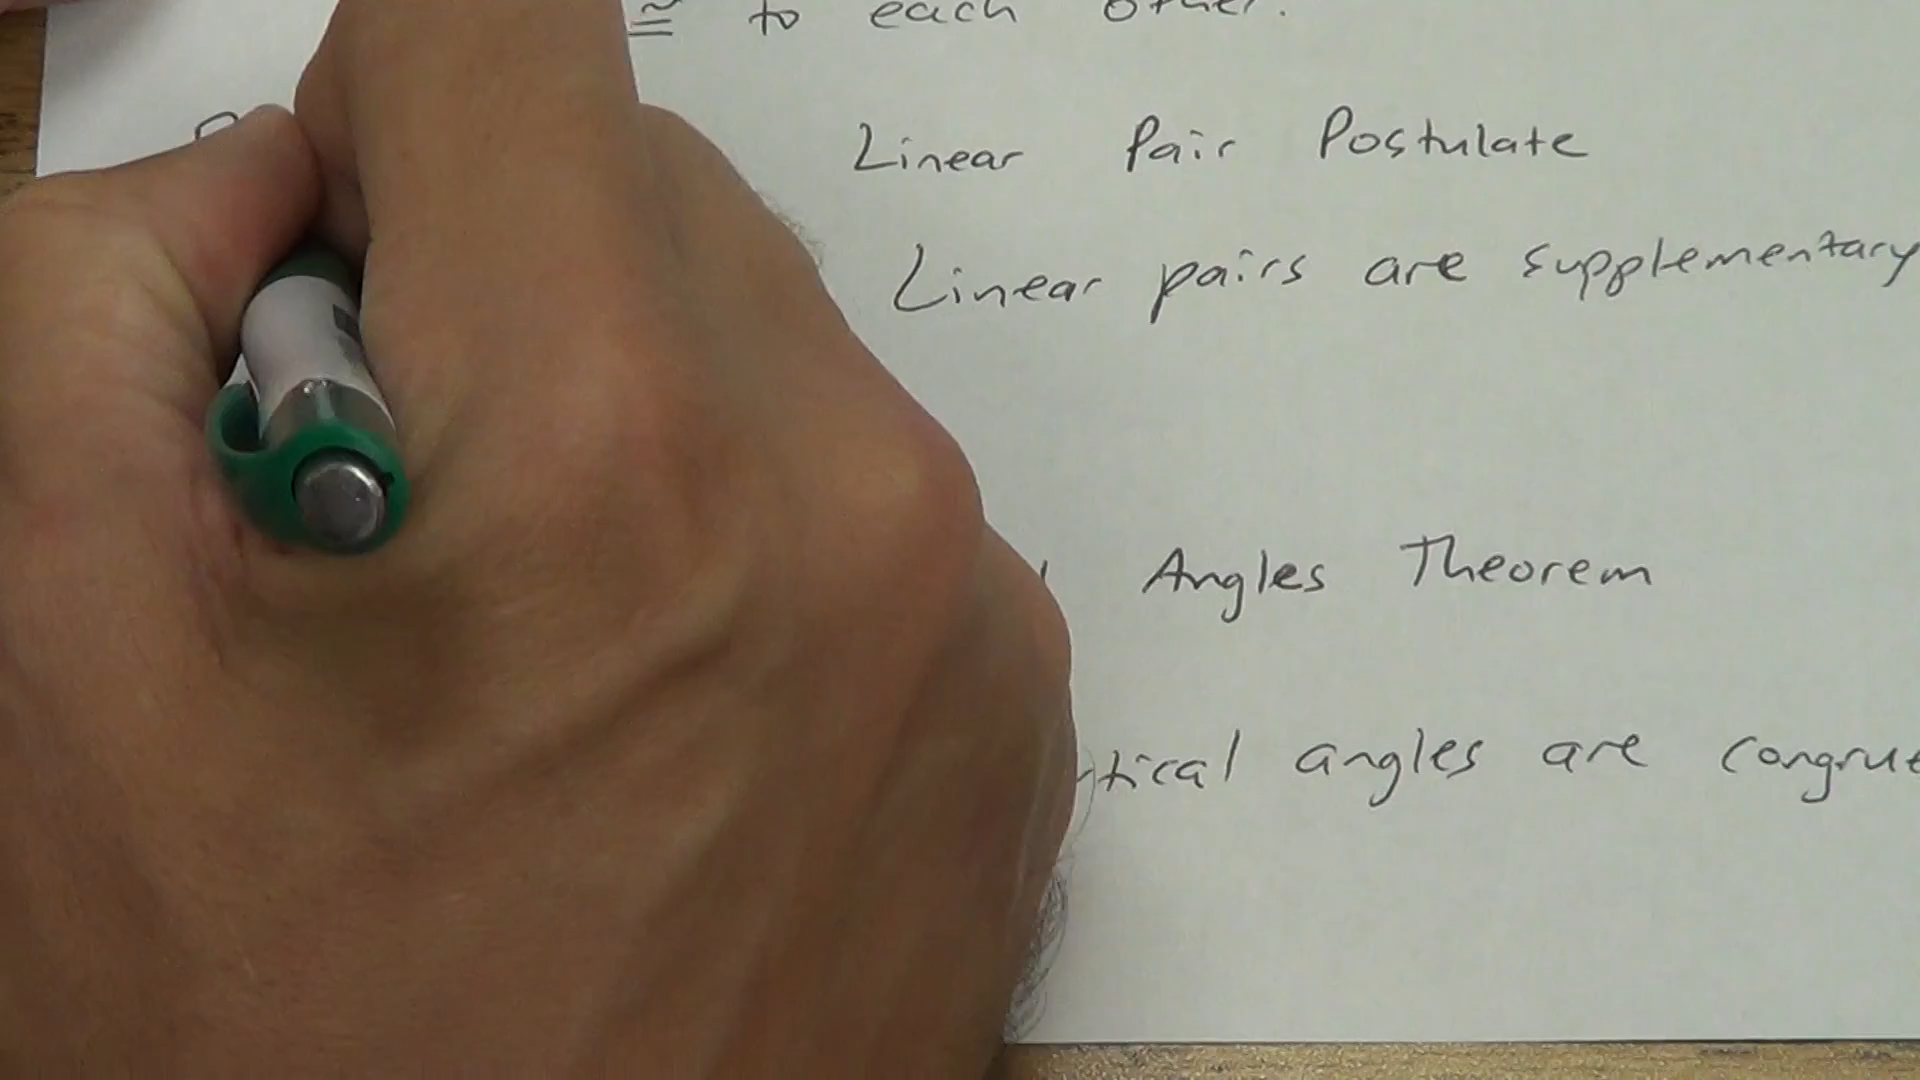 ≅ to each other.
Linear Pair Postulate
Linear pairs are supplementary
Angles Theorem
angles are